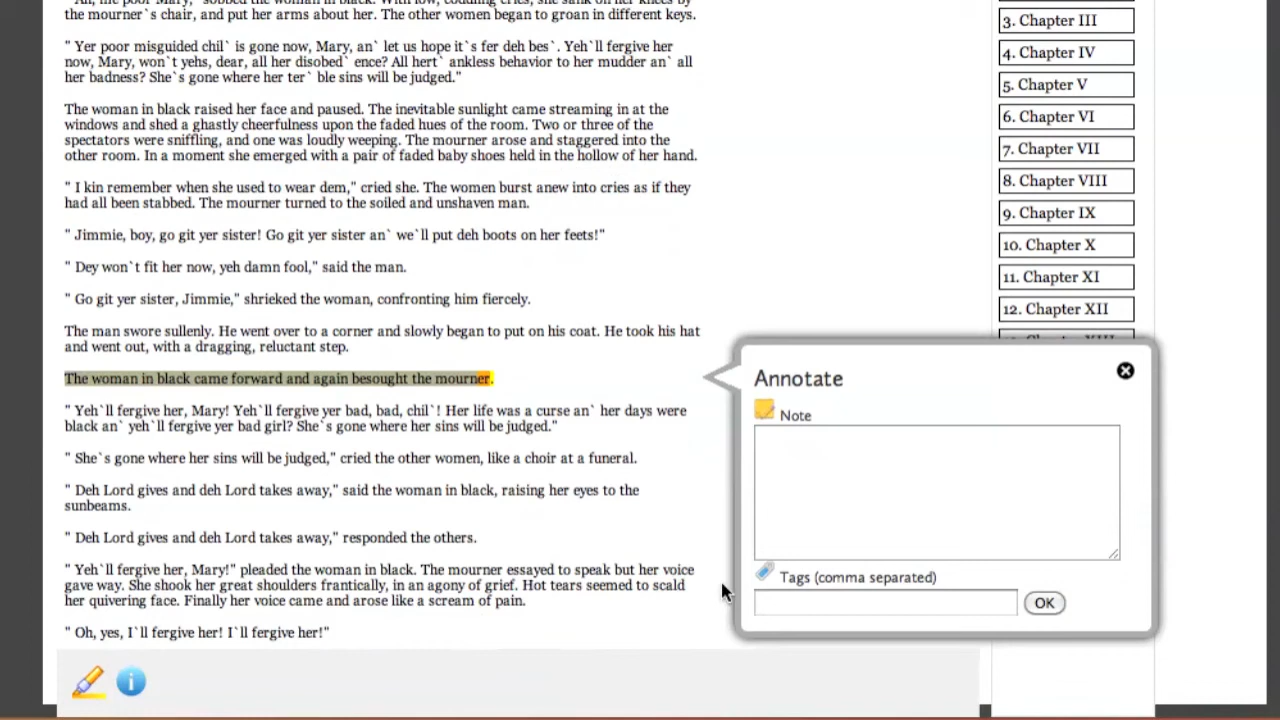 the mourner`s chair, and put her arms about her. The other women began to groan in different keys.
" Yer poor misguided chil` is gone now, Mary, an` let us hope it`s fer deh bes`. Yeh`ll fergive her
now, Mary, won`t yehs, dear, all her disobed` ence? All hert` ankless behavior to her mudder an` all
her badness? She`s gone where her ter` ble sins will be judged."
The woman in black raised her face and paused. The inevitable sunlight came streaming in at the
windows and shed a ghastly cheerfulness upon the faded hues of the room. Two or three of the
spectators were sniffling, and one was loudly weeping. The mourner arose and staggered into the
other room. In a moment she emerged with a pair of faded baby shoes held in the hollow of her hand.
" I kin remember when she used to wear dem," cried she. The women burst anew into cries as if they
had all been stabbed. The mourner turned to the soiled and unshaven man.
" Jimmie, boy, go git yer sister! Go git yer sister an` we`ll put deh boots on her feets!"
" Dey won`t fit her now, yeh damn fool," said the man.
" Go git yer sister, Jimmie," shrieked the woman, confronting him fiercely.
The man swore sullenly. He went over to a corner and slowly began to put on his coat. He took his hat
and went out, with a dragging, reluctant step.
The woman in black came forward and again besought the mourner.
" Yeh`ll fergive her, Mary! Yeh`ll fergive yer bad, bad, chil`! Her life was a curse an` her days were
black an` yeh`ll fergive yer bad girl? She`s gone where her sins will be judged."
" She`s gone where her sins will be judged," cried the other women, like a choir at a funeral.
" Deh Lord gives and deh Lord takes away," said the woman in black, raising her eyes to the
sunbeams.
" Deh Lord gives and deh Lord takes away," responded the others.
" Yeh`ll fergive her, Mary!" pleaded the woman in black. The mourner essayed to speak but her voice
gave way. She shook her great shoulders frantically, in an agony of grief. Hot tears seemed to scald
her quivering face. Finally her voice came and arose like a scream of pain.
" Oh, yes, I`ll fergive her! I`ll fergive her!"
3. Chapter III
4. Chapter IV
5. Chapter V
6. Chapter VI
7. Chapter VII
8. Chapter VIII
9. Chapter IX
10. Chapter X
11. Chapter XI
12. Chapter XII
Annotate
Note
Tags (comma separated)
OK